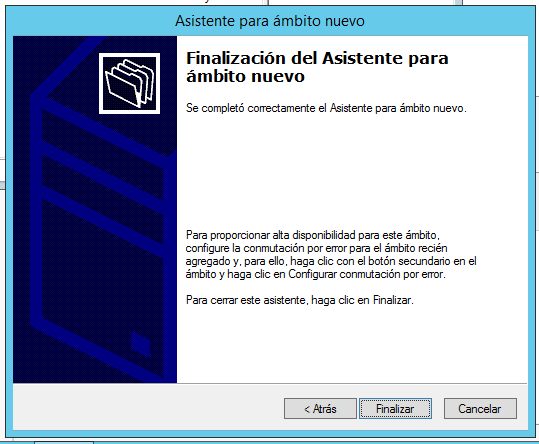 Asistente para ámbito nuevo
Finalización del Asistente para
ámbito nuevo
Se completó correctamente el Asistente para ámbito nuevo.
Para proporcionar alta disponibilidad para este ámbito,
configure la conmutación por error para el ámbito recién
agregado y, para ello, haga clic con el botón secundario en el
ámbito y haga clic en Configurar conmutación por error.
Para cerrar este asistente, haga clic en Finalizar.
< Atrás
Finalizar
Cancelar